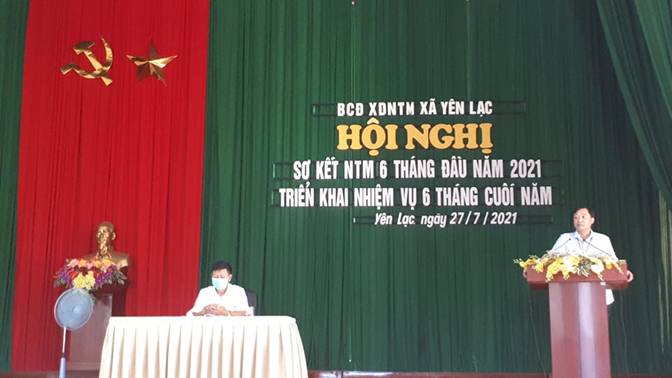 BCĐ XDNTM XÃ YÊN LẠC
HỘI NGHỊ
SƠ KẾT NTM 6 THÁNG ĐẦU NĂM 2021
TRIỂN KHAI NHIỆM VỤ 6 THÁNG CUỐI NĂM
Yên Lạc, ngày 27/7/2021